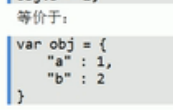 等价于:
var obj = {
    "a" : 1,
    "b" : 2
}